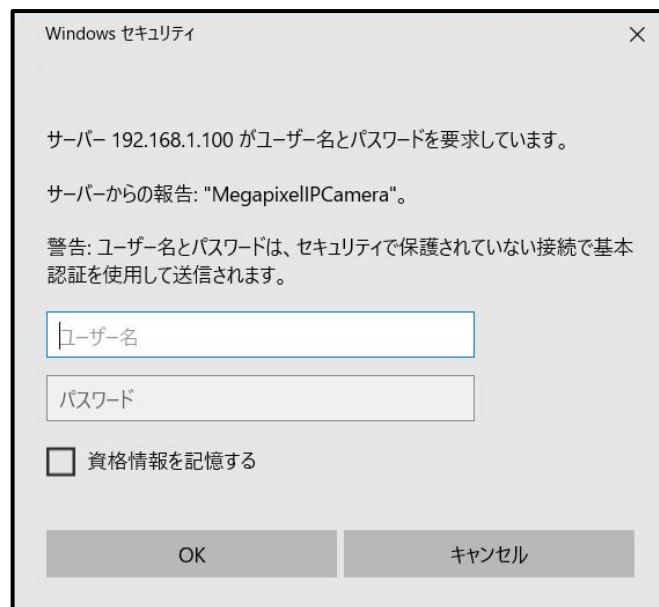 Windows セキュリティ
サーバー 192.168.1.100 がユーザー名とパスワードを要求しています。
サーバーからの報告: "MegapixelIPCamera"。
警告: ユーザー名とパスワードは、セキュリティで保護されていない接続で基本
認証を使用して送信されます。
ユーザー名
パスワード
資格情報を記憶する
OK キャンセル